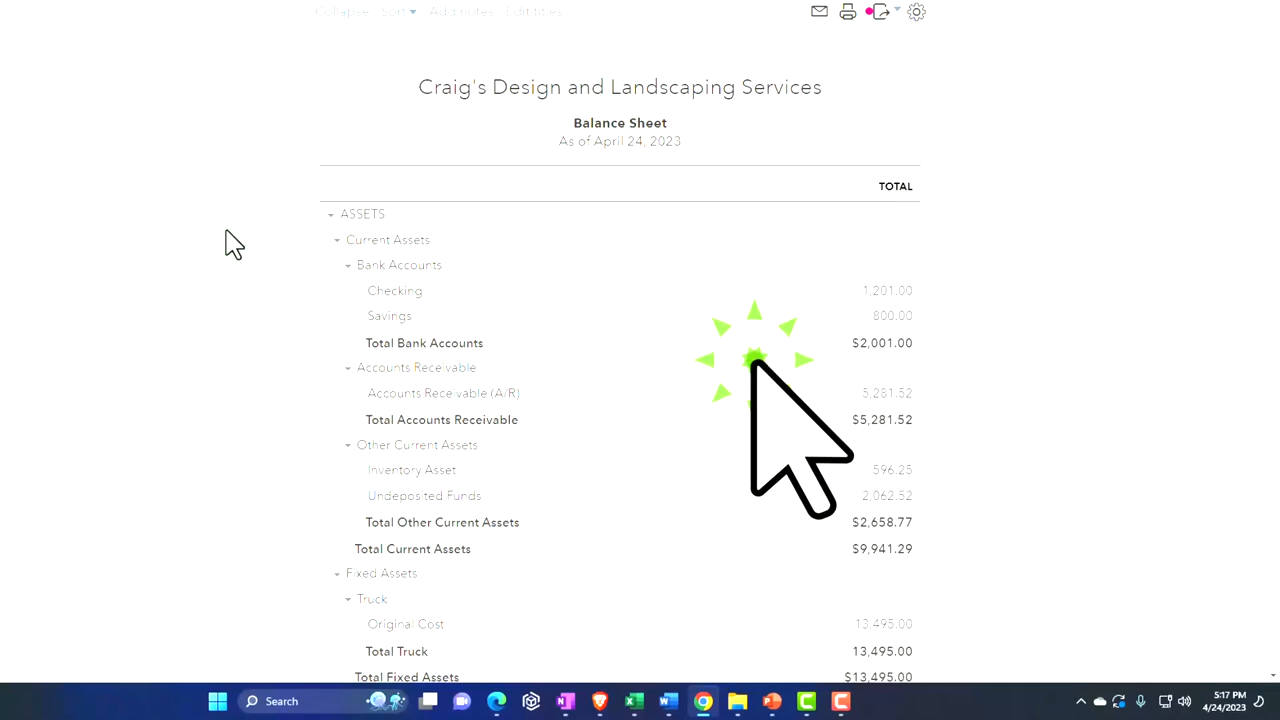 Collapse Sort Add notes Edit titles
Craig's Design and Landscaping Services
Balance Sheet
As of April 24, 2023
TOTAL
ASSETS
Current Assets
Bank Accounts
Checking 1,201.00
Savings 800.00
Total Bank Accounts $2,001.00
Accounts Receivable
Accounts Receivable (A/R) 5,281.52
Total Accounts Receivable $5,281.52
Other Current Assets
Inventory Asset 596.25
Undeposited Funds 2,062.52
Total Other Current Assets $2,658.77
Total Current Assets $9,941.29
Fixed Assets
Truck
Original Cost 13,495.00
Total Truck 13,495.00
Total Fixed Assets $13,495.00
Search
5:17 PM
4/24/2023